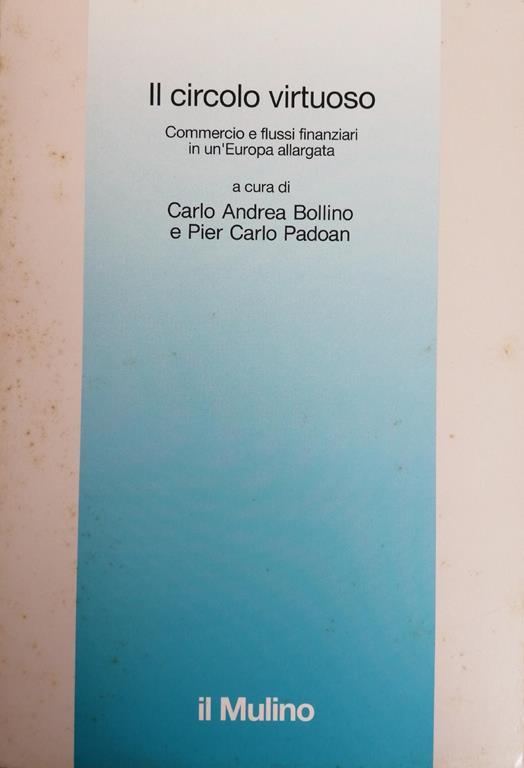 Il circolo virtuoso
Commercio e flussi finanziari
in un'Europa allargata
a cura di
Carlo Andrea Bollino
e Pier Carlo Padoan
il Mulino